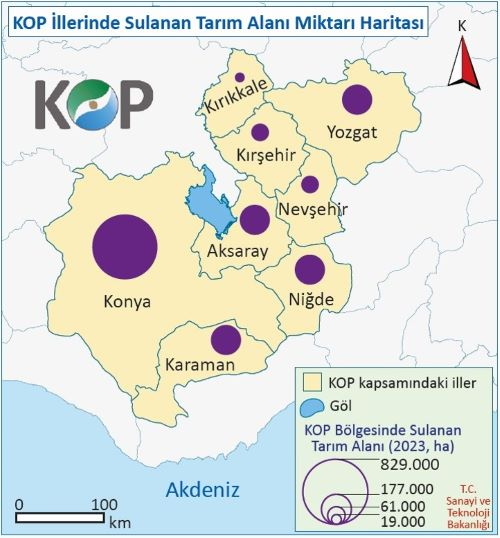 KOP İllerinde Sulanan Tarım Alanı Miktarı Haritası
K
KOP
Kırıkkale
Yozgat
Kırşehir
Nevşehir
Aksaray
Konya
Niğde
Karaman
KOP kapsamındaki iller
Göl
KOP Bölgesinde Sulanan
Tarım Alanı (2023, ha)
829.000
177.000
61.000
19.000
T.C.
Sanayi ve
Teknoloji
Bakanlığı
Akdeniz
0 100
km